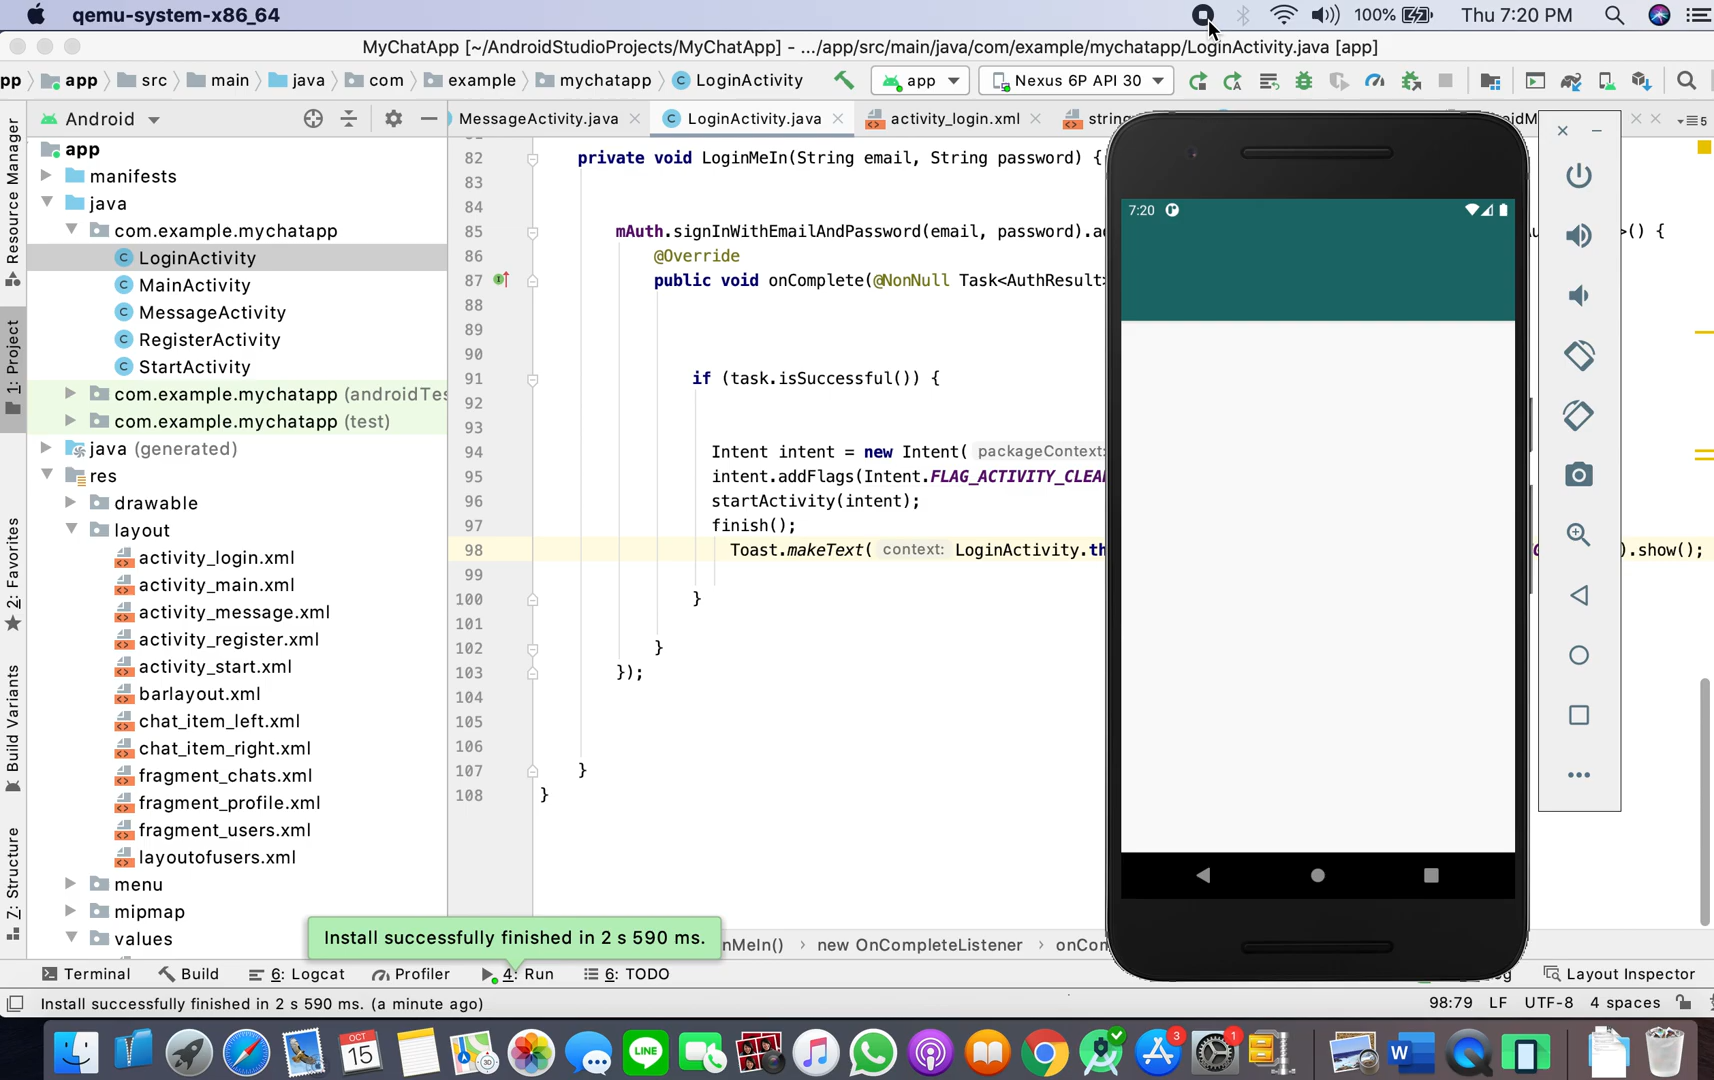 qemu-system-x86_64
100%
Thu 7:20 PM
MyChatApp [~/AndroidStudioProjects/MyChatApp] - .../app/src/main/java/com/example/mychatapp/LoginActivity.java [app]
pp
app
src
main
java
com
example
mychatapp
LoginActivity
app
Nexus 6P API 30
Android
MessageActivity.java
LoginActivity.java
activity_login.xml
string
5
Resource Manager
1: Project
2: Favorites
Build Variants
7: Structure
app
manifests
java
com.example.mychatapp
LoginActivity
MainActivity
MessageActivity
RegisterActivity
StartActivity
com.example.mychatapp (androidTes
com.example.mychatapp (test)
java (generated)
res
drawable
layout
activity_login.xml
activity_main.xml
activity_message.xml
activity_register.xml
activity_start.xml
barlayout.xml
chat_item_left.xml
chat_item_right.xml
fragment_chats.xml
fragment_profile.xml
fragment_users.xml
layoutofusers.xml
menu
mipmap
values
82 private void LoginMeIn(String email, String password) {
83
84
85 mAuth.signInWithEmailAndPassword(email, password).a >() {
86 @Override
87 public void onComplete(@NonNull Task<AuthResult>
88
89
90
91 if (task.isSuccessful()) {
92
93
94 Intent intent = new Intent( packageContext:
95 intent.addFlags(Intent.FLAG_ACTIVITY_CLEA
96 startActivity(intent);
97 finish();
98 Toast.makeText( context: LoginActivity.th ).show();
99
100 }
101
102 }
103 });
104
105
106
107 }
108 }
7:20
Install successfully finished in 2 s 590 ms.
nMeIn()
new OnCompleteListener
onCon
Terminal
Build
6: Logcat
Profiler
4: Run
6: TODO
Layout Inspector
Install successfully finished in 2 s 590 ms. (a minute ago)
98:79
LF
UTF-8
4 spaces
OCT
15
LINE
3
1
W